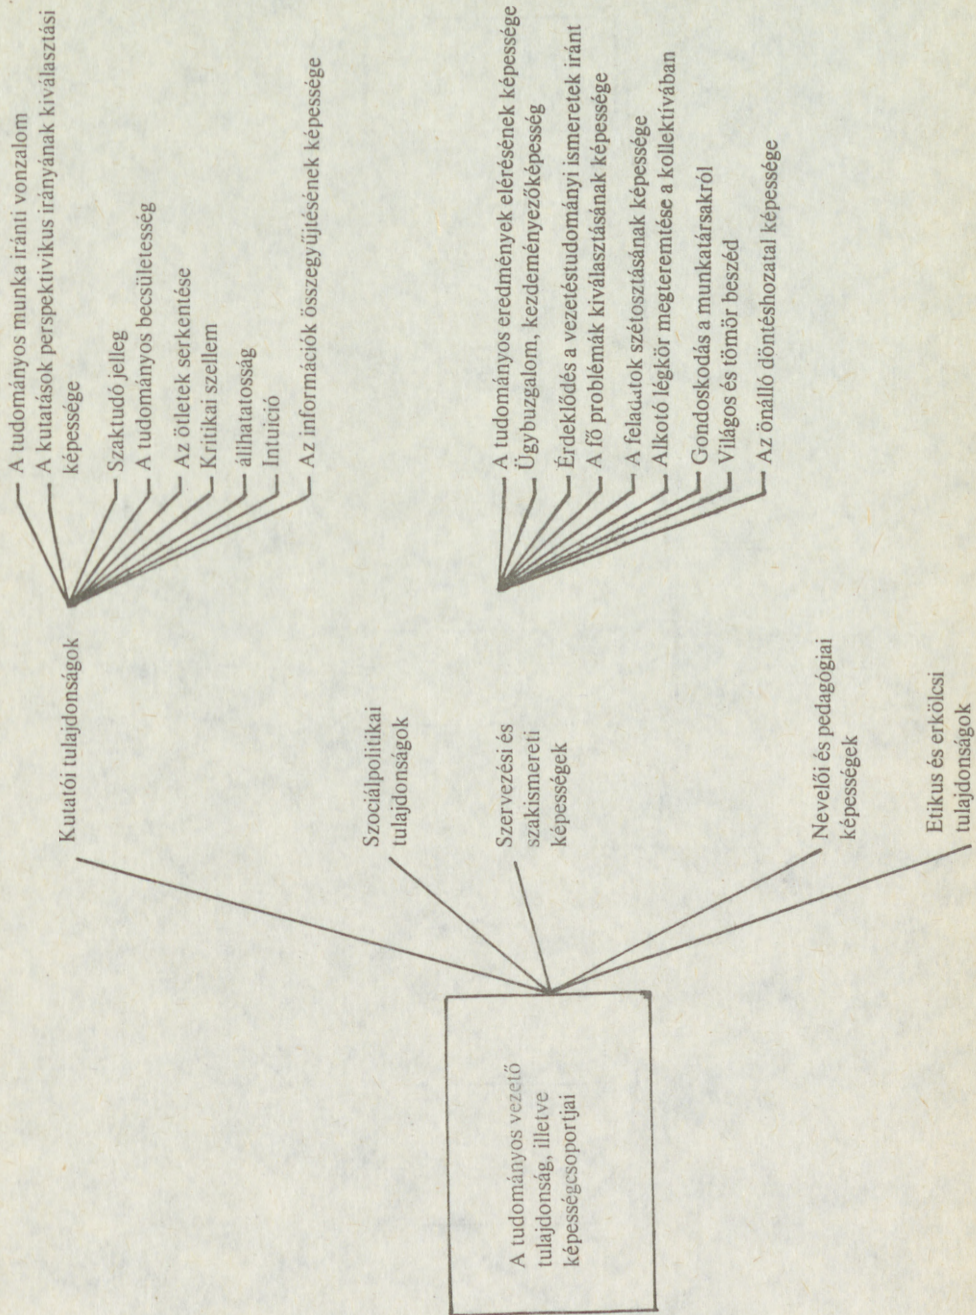 A tudományos vezető
tulajdonság, illetve
képességcsoportjai
Kutatói tulajdonságok
A tudományos munka iránti vonzalom
A kutatások perspektivikus irányának kiválasztási
képessége
Szaktudó jelleg
A tudományos becsületesség
Az ötletek serkentése
Kritikai szellem
állhatatosság
Intuició
Az információk összegyűjtésének képessége
Szociálpolitikai
tulajdonságok
Szervezési és
szakismereti
képességek
A tudományos eredmények elérésének képessége
Ügybuzgalom, kezdeményezőképesség
Érdeklődés a vezetéstudományi ismeretek iránt
A fő problémák kiválasztásának képessége
A feladatok szétosztásának képessége
Alkotó légkör megteremtése a kollektívában
Gondoskodás a munkatársakról
Világos és tömör beszéd
Az önálló döntéshozatal képessége
Nevelői és pedagógiai
képességek
Etikus és erkölcsi
tulajdonságok